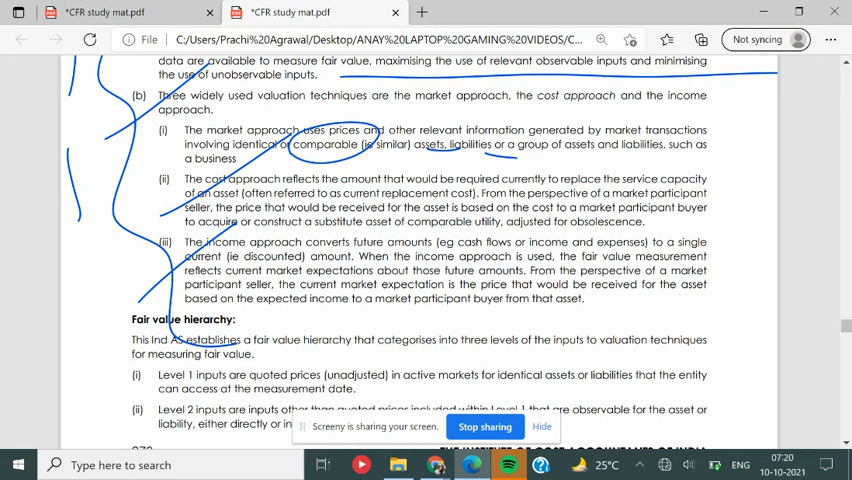 *CFR study mat.pdf
*CFR study mat.pdf
File
C:/Users/Prachi%20Agrawal/Desktop/ANAY%20LAPTOP%20GAMING%20VIDEOS/C...
Not syncing
data are available to measure fair value, maximising the use of relevant observable inputs and minimising
the use of unobservable inputs.
(b) Three widely used valuation techniques are the market approach, the cost approach and the income
approach.
(i) The market approach uses prices and other relevant information generated by market transactions
involving identical or comparable (ie similar) assets, liabilities or a group of assets and liabilities, such as
a business
(ii) The cost approach reflects the amount that would be required currently to replace the service capacity
of an asset (often referred to as current replacement cost). From the perspective of a market participant
seller, the price that would be received for the asset is based on the cost to a market participant buyer
to acquire or construct a substitute asset of comparable utility, adjusted for obsolescence.
(iii) The income approach converts future amounts (eg cash flows or income and expenses) to a single
current (ie discounted) amount. When the income approach is used, the fair value measurement
reflects current market expectations about those future amounts. From the perspective of a market
participant seller, the current market expectation is the price that would be received for the asset
based on the expected income to a market participant buyer from that asset.
Fair value hierarchy:
This Ind AS establishes a fair value hierarchy that categorises into three levels of the inputs to valuation techniques
for measuring fair value.
(i) Level 1 inputs are quoted prices (unadjusted) in active markets for identical assets or liabilities that the entity
can access at the measurement date.
(ii) Level 2 inputs are inputs other than quoted prices included within Level 1 that are observable for the asset or
liability, either directly or in
Screeny is sharing your screen.
Stop sharing
Hide
THE INSTITUTE OF COST ACCOUNTANTS OF INDIA
Type here to search
25°C
ENG
07:20
10-10-2021